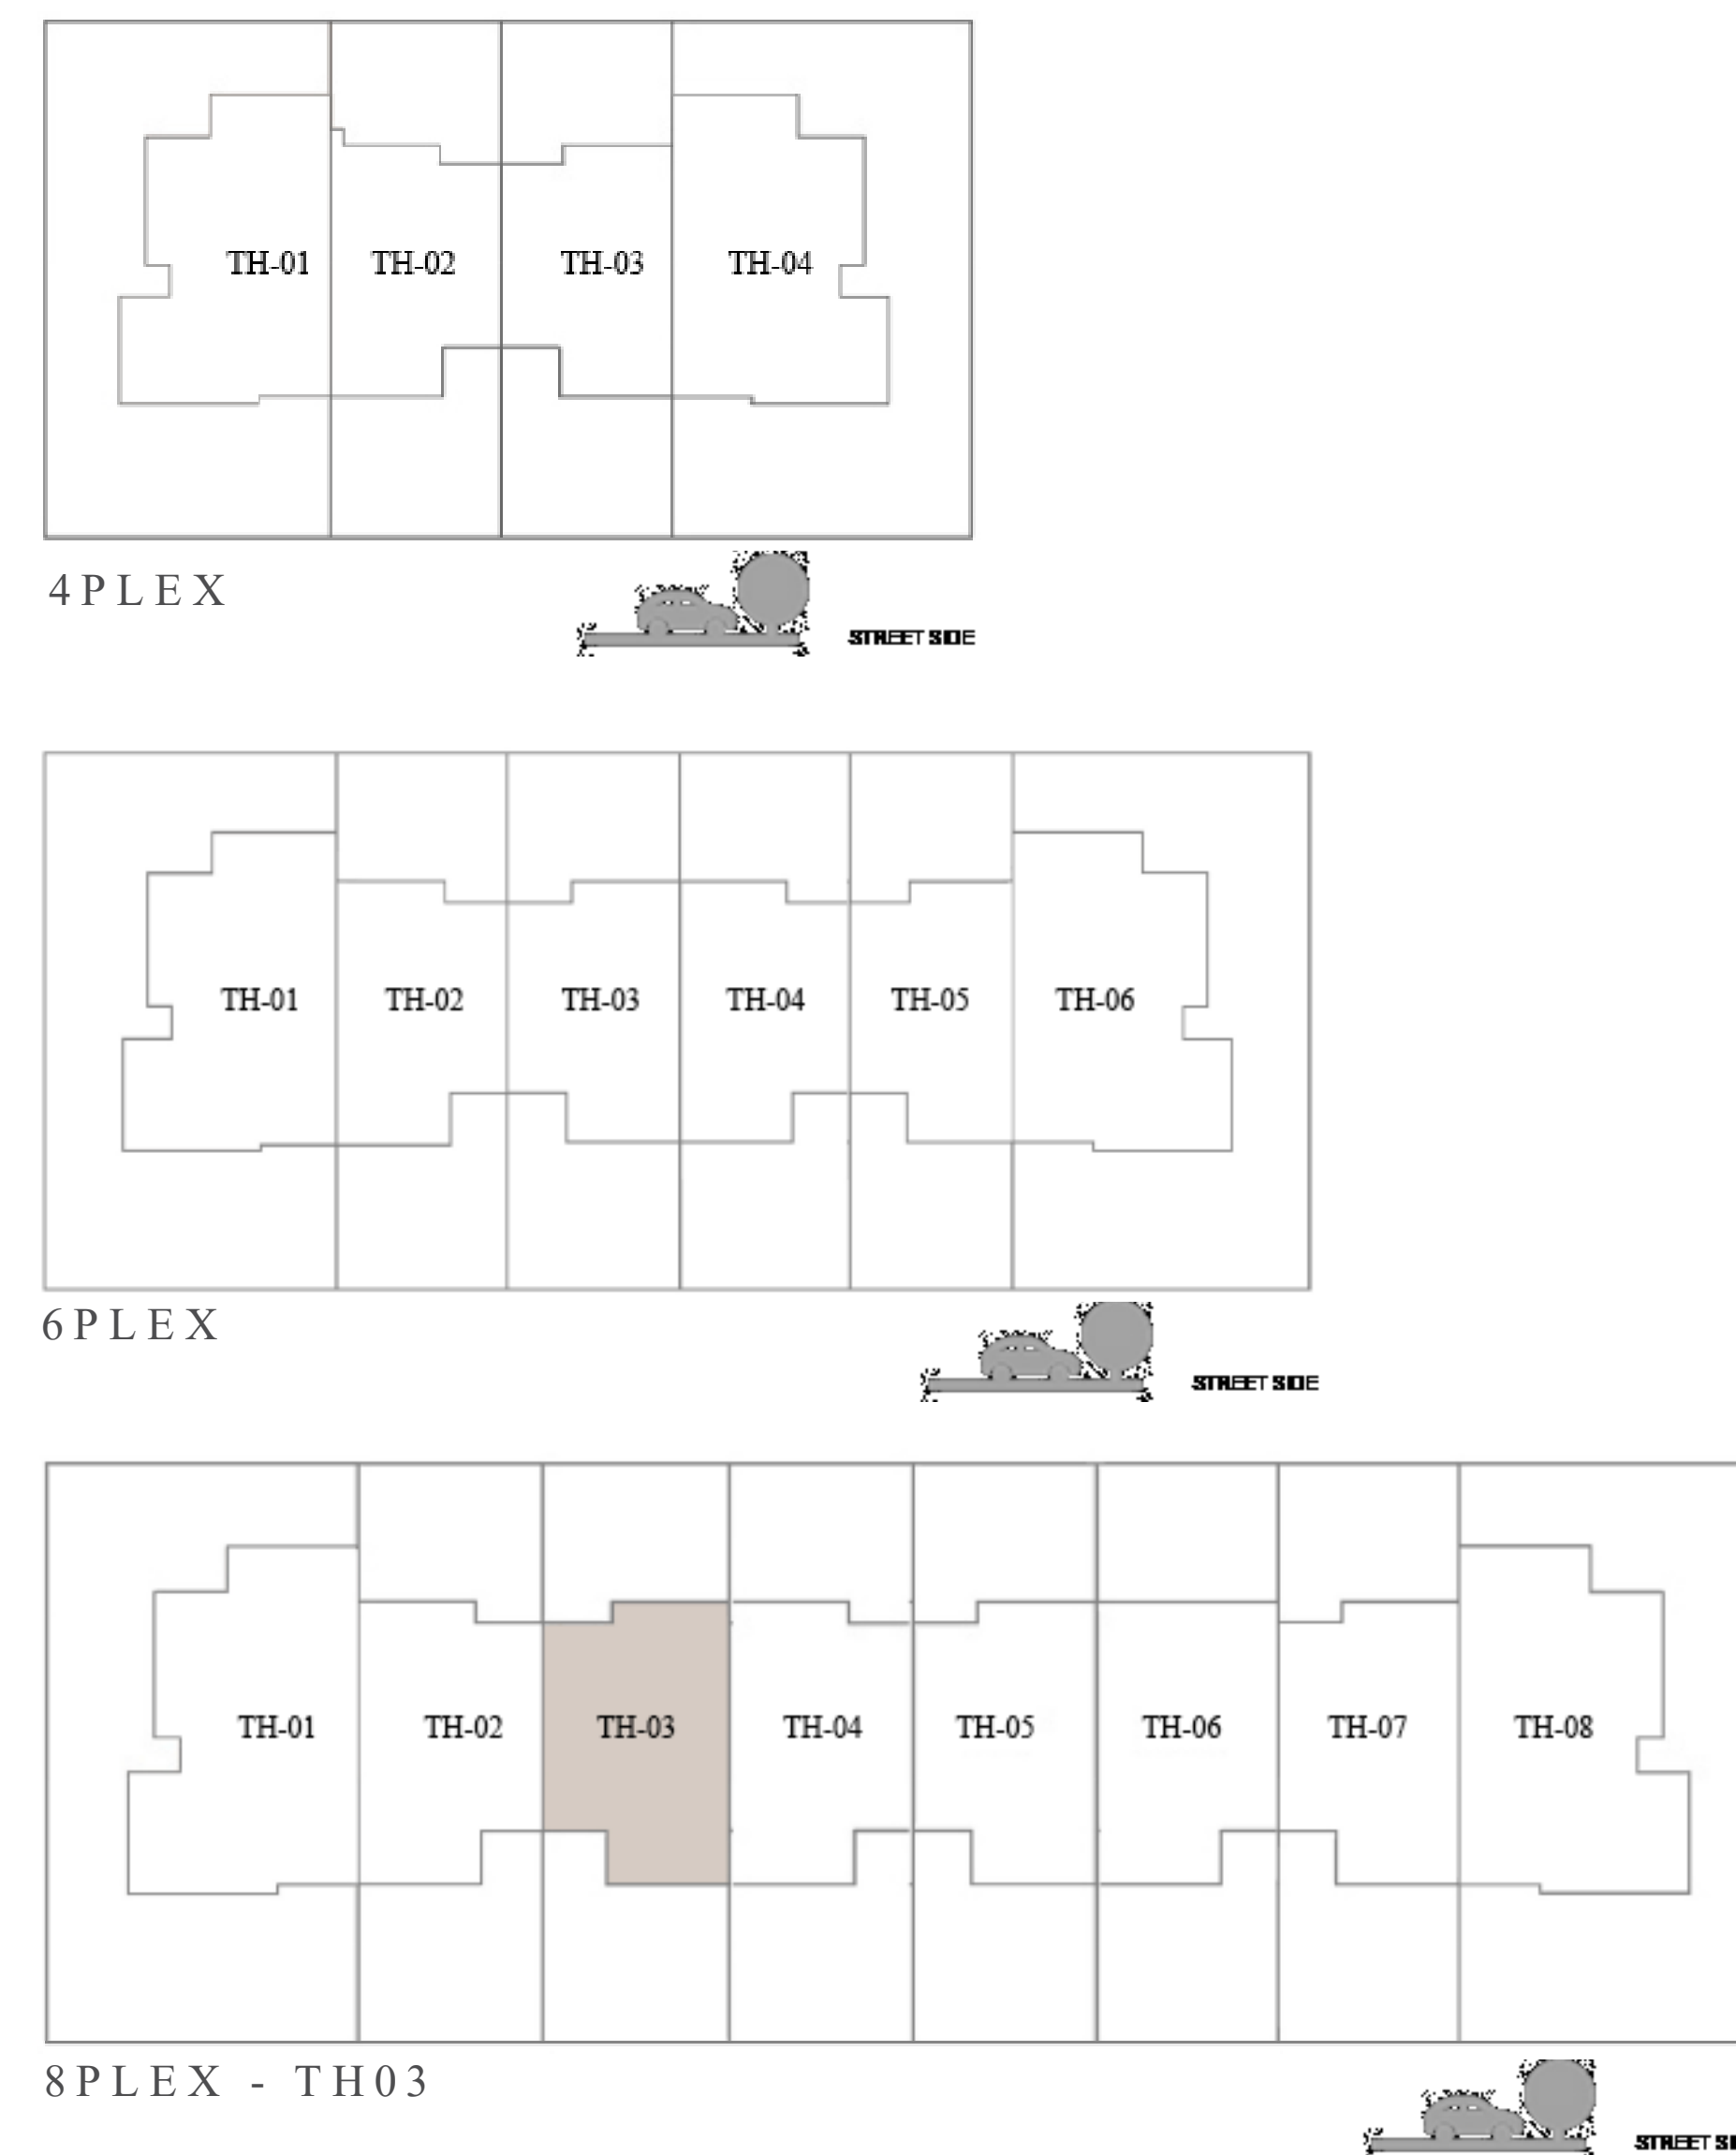 TH-01 TH-02 TH-03 TH-04
4PLEX
STREET SIDE
TH-01 TH-02 TH-03 TH-04 TH-05 TH-06
6PLEX
STREET SIDE
TH-01 TH-02 TH-03 TH-04 TH-05 TH-06 TH-07 TH-08
8PLEX - TH03
STREET